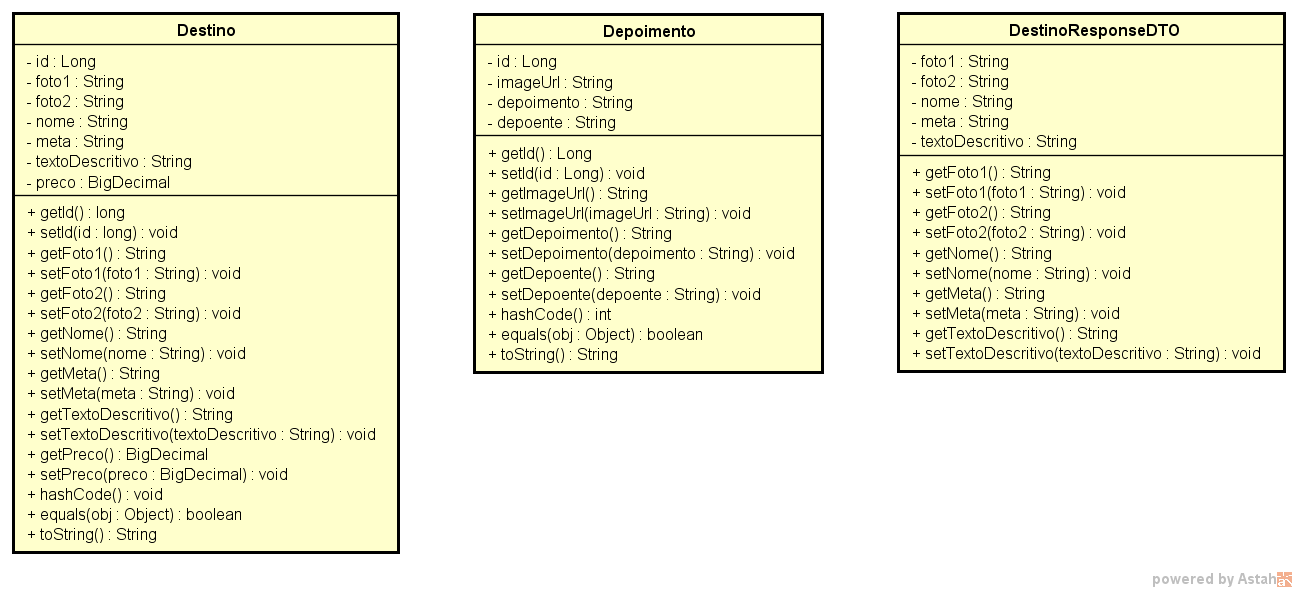 Destino
- id : Long
- foto1 : String
- foto2 : String
- nome : String
- meta : String
- textoDescritivo : String
- preco : BigDecimal
+ getId() : long
+ setId(id : long) : void
+ getFoto1() : String
+ setFoto1(foto1 : String) : void
+ getFoto2() : String
+ setFoto2(foto2 : String) : void
+ getNome() : String
+ setNome(nome : String) : void
+ getMeta() : String
+ setMeta(meta : String) : void
+ getTextoDescritivo() : String
+ setTextoDescritivo(textoDescritivo : String) : void
+ getPreco() : BigDecimal
+ setPreco(preco : BigDecimal) : void
+ hashCode() : void
+ equals(obj : Object) : boolean
+ toString() : String
Depoimento
- id : Long
- imageUrl : String
- depoimento : String
- depoente : String
+ getId() : Long
+ setId(id : Long) : void
+ getImageUrl() : String
+ setImageUrl(imageUrl : String) : void
+ getDepoimento() : String
+ setDepoimento(depoimento : String) : void
+ getDepoente() : String
+ setDepoente(depoente : String) : void
+ hashCode() : int
+ equals(obj : Object) : boolean
+ toString() : String
DestinoResponseDTO
- foto1 : String
- foto2 : String
- nome : String
- meta : String
- textoDescritivo : String
+ getFoto1() : String
+ setFoto1(foto1 : String) : void
+ getFoto2() : String
+ setFoto2(foto2 : String) : void
+ getNome() : String
+ setNome(nome : String) : void
+ getMeta() : String
+ setMeta(meta : String) : void
+ getTextoDescritivo() : String
+ setTextoDescritivo(textoDescritivo : String) : void
powered by Astah